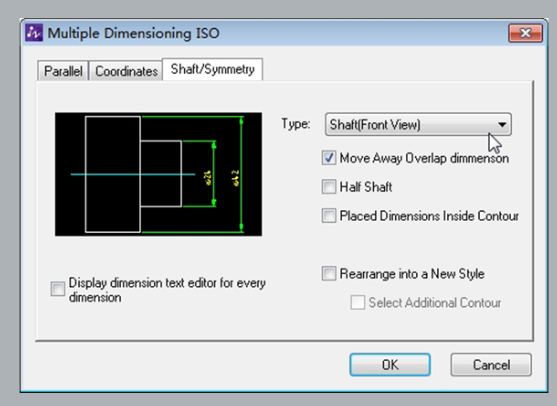 Multiple Dimensioning ISO
Parallel Coordinates Shaft/Symmetry
Type: Shaft(Front View)
Move Away Overlap dimmenson
Half Shaft
Placed Dimensions Inside Contour
ø24 ø42
Display dimension text editor for every
dimension
Rearrange into a New Style
Select Additional Contour
OK Cancel